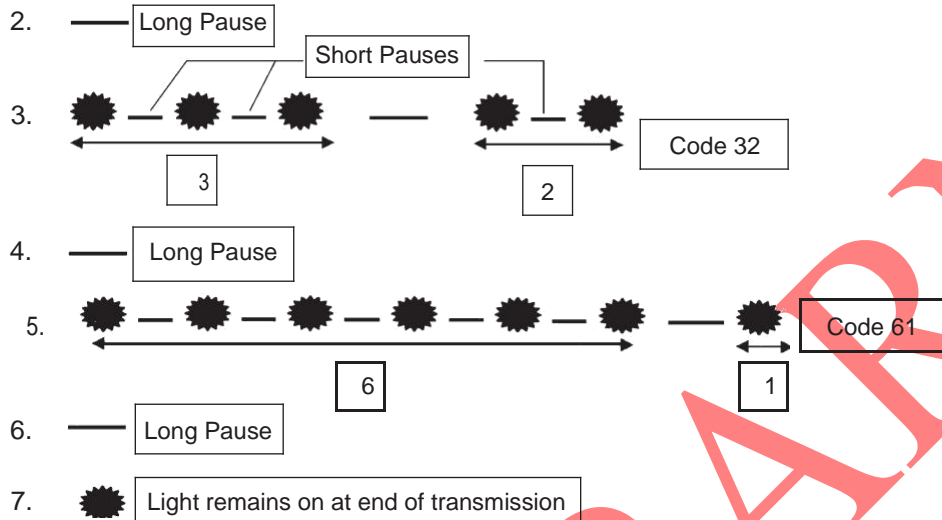 2. Long Pause
Short Pauses
3.
Code 32
3
2
4. Long Pause
5.
Code 61
6
1
6. Long Pause
7. Light remains on at end of transmission